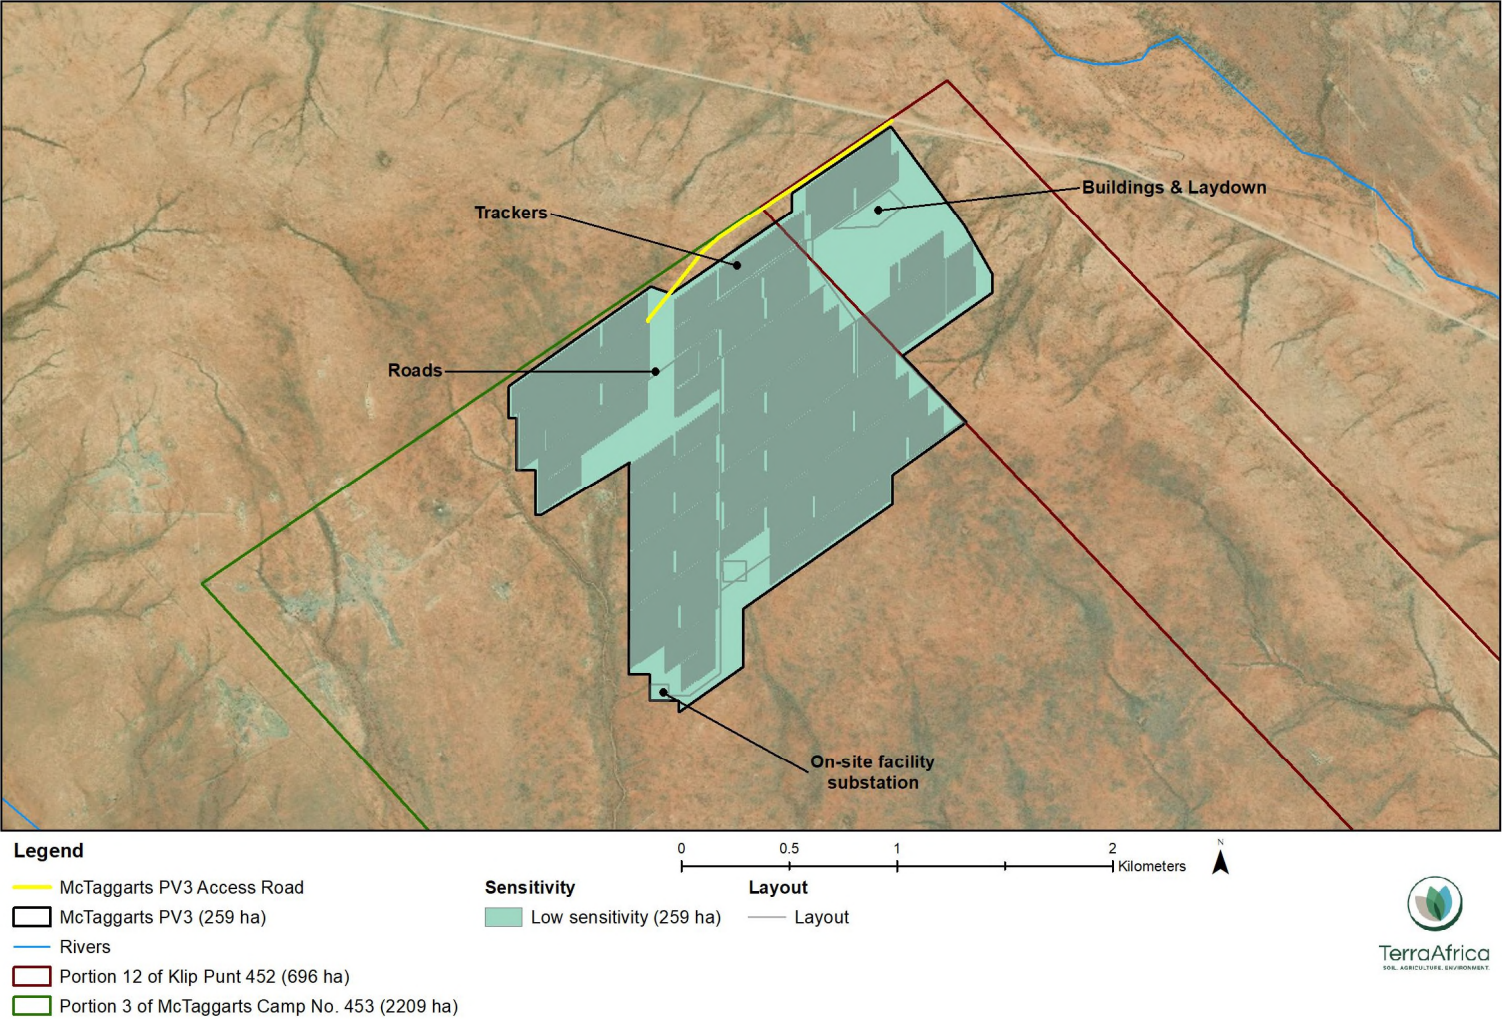 Buildings & Laydown
Trackers
Roads
On-site facility
substation
Legend
McTaggarts PV3 Access Road
McTaggarts PV3 (259 ha)
Rivers
Portion 12 of Klip Punt 452 (696 ha)
Portion 3 of McTaggarts Camp No. 453 (2209 ha)
Sensitivity
Low sensitivity (259 ha)
Layout
Layout
0 0.5 1 2
Kilometers
N
TerraAfrica
SOIL. AGRICULTURE. ENVIRONMENT.